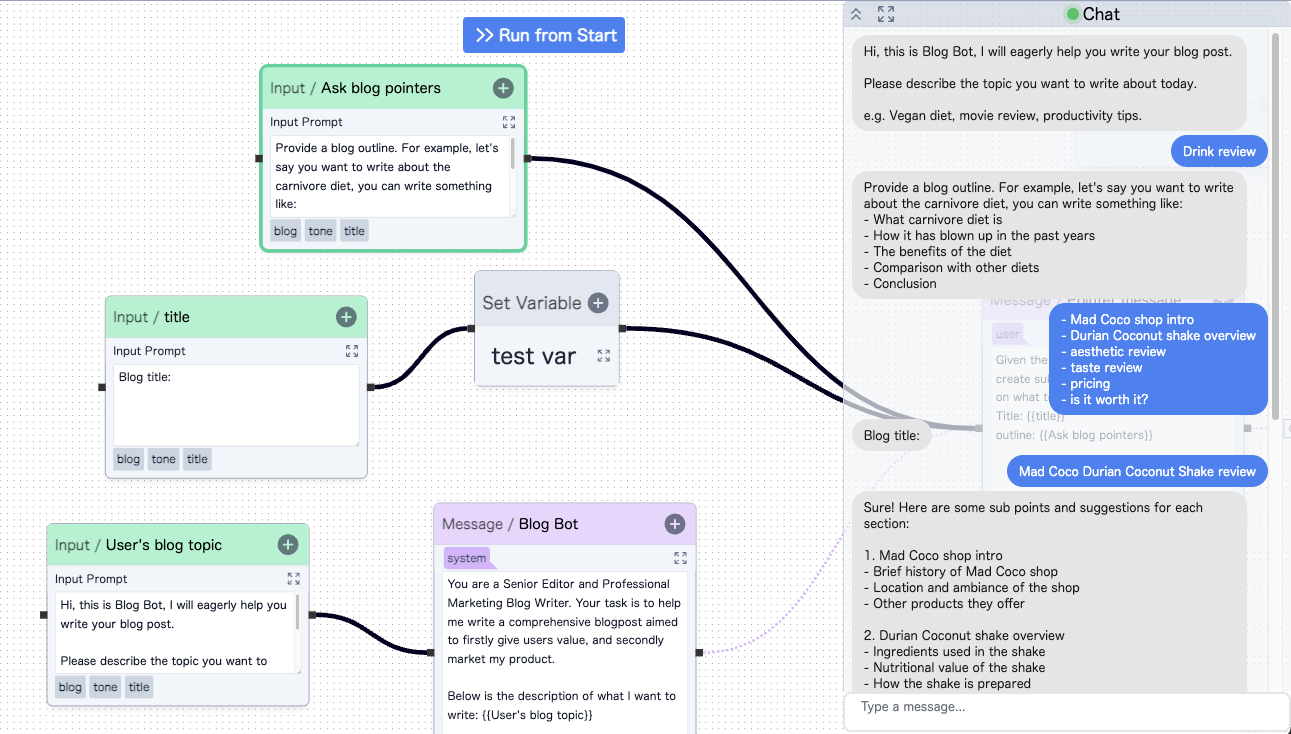 Run from Start
Input / Ask blog pointers
Input Prompt
Provide a blog outline. For example, let's
say you want to write about the
carnivore diet, you can write something
like:
blog tone title
Input / title
Input Prompt
Blog title:
blog tone title
Set Variable
test var
Input / User's blog topic
Input Prompt
Hi, this is Blog Bot, I will eagerly help you
write your blog post.
Please describe the topic you want to
blog tone title
Message / Blog Bot
system
You are a Senior Editor and Professional
Marketing Blog Writer. Your task is to help
me write a comprehensive blogpost aimed
to firstly give users value, and secondly
market my product.
Below is the description of what I want to
write: {{User's blog topic}}
Message / Pointer message
user
Given the
create su
on what t
Title: {{title}}
outline: {{Ask blog pointers}}
Chat
Hi, this is Blog Bot, I will eagerly help you write your blog post.
Please describe the topic you want to write about today.
e.g. Vegan diet, movie review, productivity tips.
Drink review
Provide a blog outline. For example, let's say you want to write
about the carnivore diet, you can write something like:
- What carnivore diet is
- How it has blown up in the past years
- The benefits of the diet
- Comparison with other diets
- Conclusion
- Mad Coco shop intro
- Durian Coconut shake overview
- aesthetic review
- taste review
- pricing
- is it worth it?
Blog title:
Mad Coco Durian Coconut Shake review
Sure! Here are some sub points and suggestions for each
section:
1. Mad Coco shop intro
- Brief history of Mad Coco shop
- Location and ambiance of the shop
- Other products they offer
2. Durian Coconut shake overview
- Ingredients used in the shake
- Nutritional value of the shake
- How the shake is prepared
Type a message...